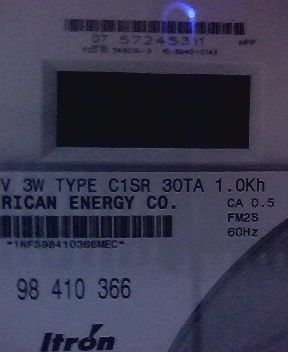 07 57245311
V 3W TYPE C1SR 30TA 1.0Kh
RICAN ENERGY CO.
CA 0.5
FM2S
60Hz
*1NFS98410366MEC*
98 410 366
Itrón